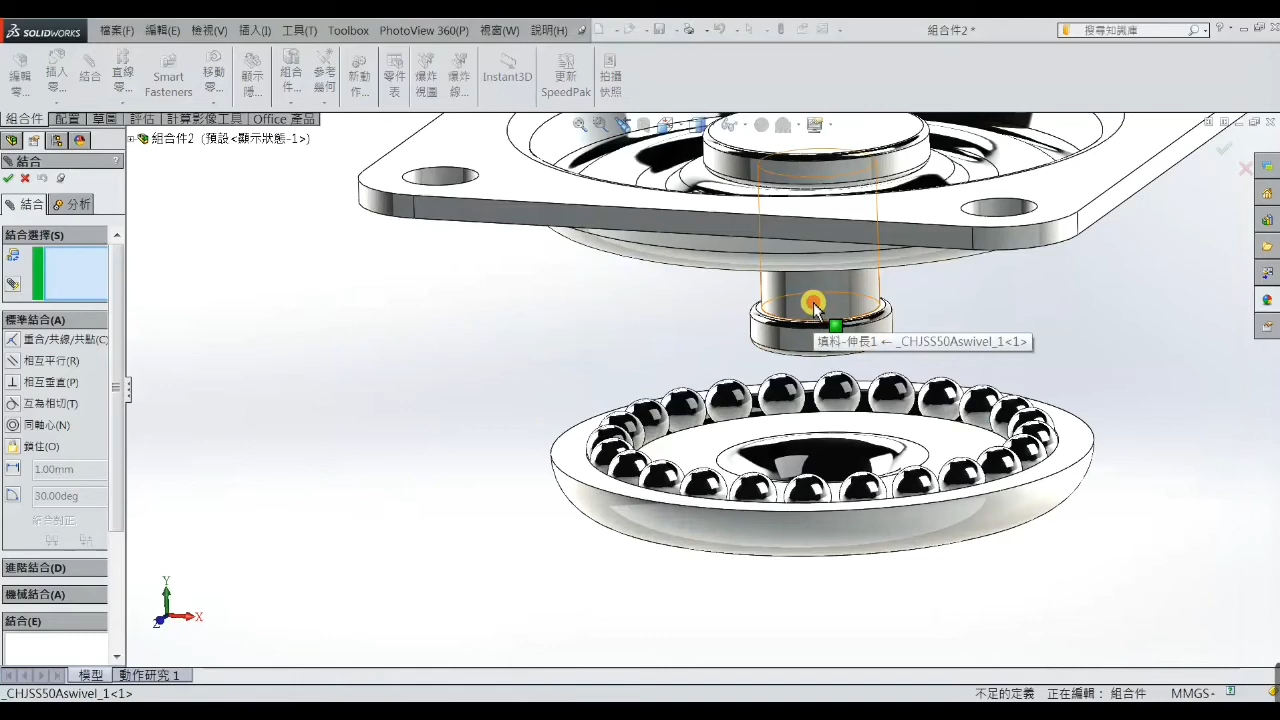 SOLIDWORKS 檔案(F) 編輯(E) 檢視(V) 插入(I) 工具(T) Toolbox PhotoView 360(P) 視窗(W) 說明(H) 組合件2 * 搜尋知識庫
編輯零... 插入零... 結合 直線零... Smart Fasteners 移動零... 顯示隱... 組合件... 參考幾何 新動作... 零件表 爆炸視圖 爆炸線... Instant3D 更新 SpeedPak 拍攝快照
組合件 配置 草圖 評估 計算影像工具 Office 產品
組合件2 (預設<顯示狀態-1>)
結合 ?
結合 分析
結合選擇(S)
標準結合(A)
重合/共線/共點(C)
相互平行(R)
相互垂直(P)
互為相切(T)
同軸心(N)
鎖住(O)
1.00mm
30.00deg
結合對正:
進階結合(D)
機械結合(A)
結合(E)
填料-伸長1 ← _CHJSS50Aswivel_1<1>
Y
X
Z
模型 動作研究 1
_CHJSS50Aswivel_1<1> 不足的定義 正在編輯: 組合件 MMGS